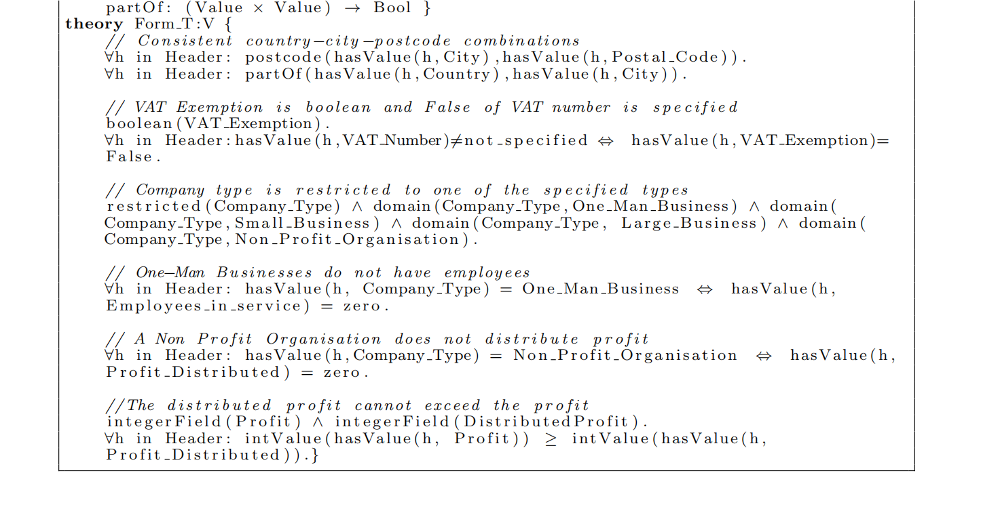 partOf: (Value × Value) → Bool }
theory Form_T:V {
// Consistent country−city−postcode combinations
∀h in Header: postcode(hasValue(h,City),hasValue(h,Postal_Code)).
∀h in Header: partOf(hasValue(h,Country),hasValue(h,City)).
// VAT Exemption is boolean and False of VAT number is specified
boolean(VAT_Exemption).
∀h in Header:hasValue(h,VAT_Number)≠not_specified ⇔ hasValue(h,VAT_Exemption)=
False.
// Company type is restricted to one of the specified types
restricted(Company_Type) ∧ domain(Company_Type,One_Man_Business) ∧ domain(
Company_Type,Small_Business) ∧ domain(Company_Type, Large_Business) ∧ domain(
Company_Type,Non_Profit_Organisation).
// One−Man Businesses do not have employees
∀h in Header: hasValue(h, Company_Type) = One_Man_Business ⇔ hasValue(h,
Employees_in_service) = zero.
// A Non Profit Organisation does not distribute profit
∀h in Header: hasValue(h,Company_Type) = Non_Profit_Organisation ⇔ hasValue(h,
Profit_Distributed) = zero.
//The distributed profit cannot exceed the profit
integerField(Profit) ∧ integerField(DistributedProfit).
∀h in Header: intValue(hasValue(h, Profit)) ≥ intValue(hasValue(h,
Profit_Distributed)).}